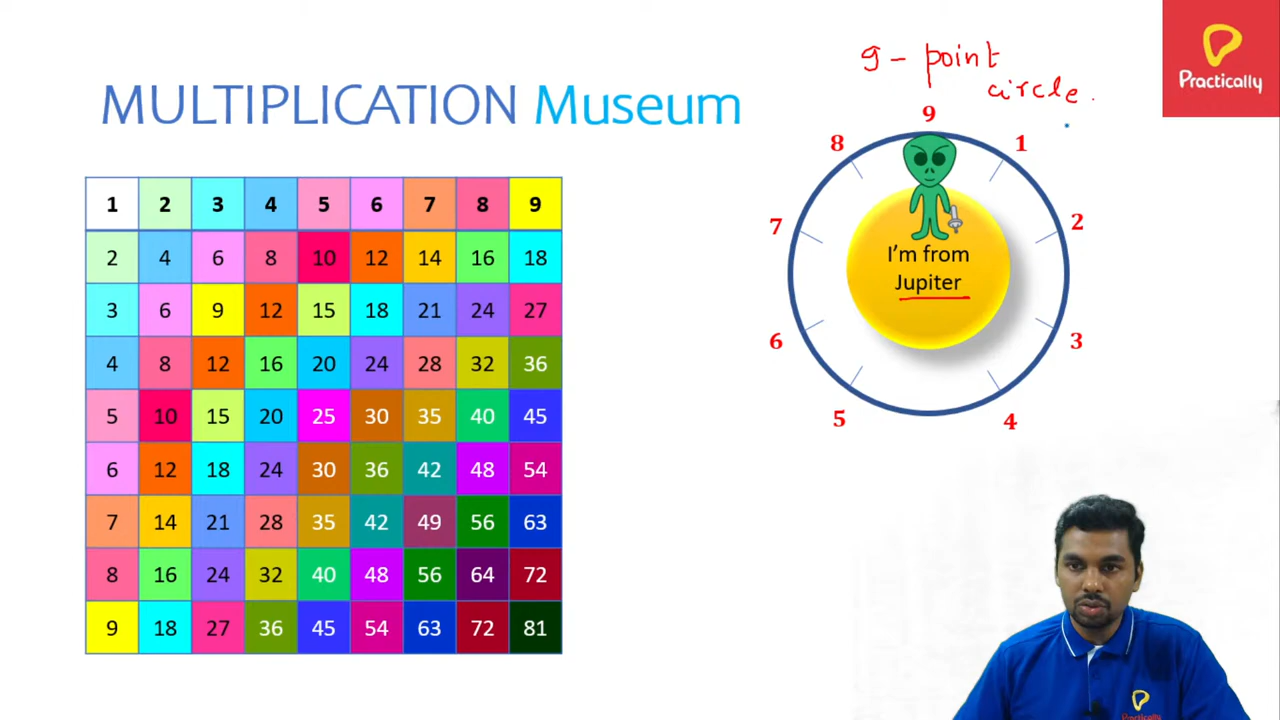 9 - point
circle.
Practically
MULTIPLICATION Museum
9
8 1
7 2
I'm from
Jupiter
6 3
5 4
1 2 3 4 5 6 7 8 9
2 4 6 8 10 12 14 16 18
3 6 9 12 15 18 21 24 27
4 8 12 16 20 24 28 32 36
5 10 15 20 25 30 35 40 45
6 12 18 24 30 36 42 48 54
7 14 21 28 35 42 49 56 63
8 16 24 32 40 48 56 64 72
9 18 27 36 45 54 63 72 81
Practically